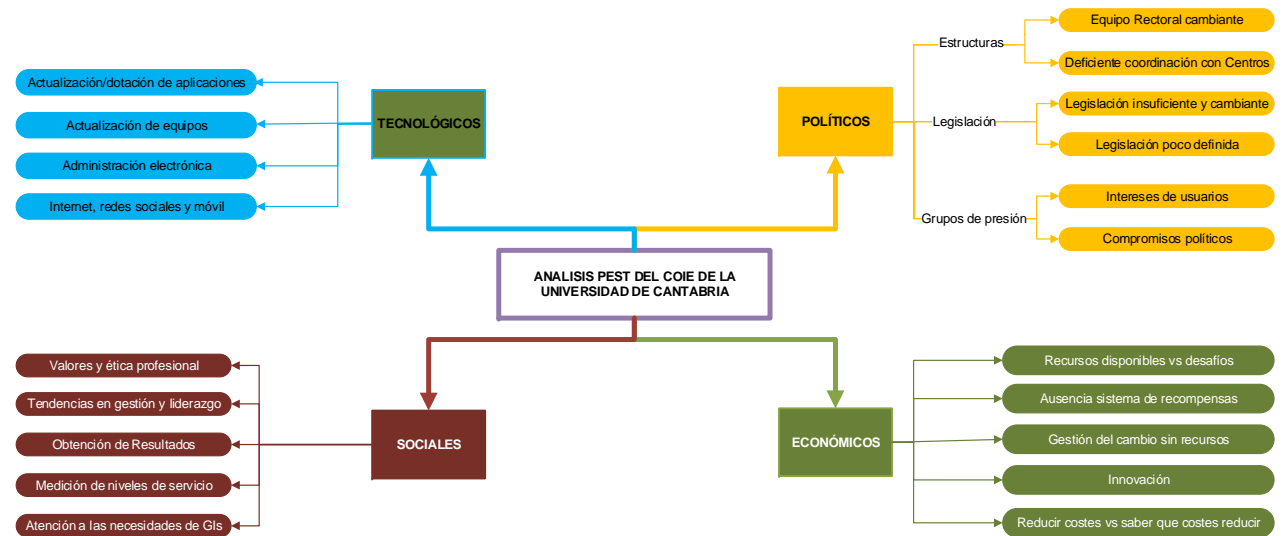 TECNOLÓGICOS
Actualización/dotación de aplicaciones
Actualización de equipos
Administración electrónica
Internet, redes sociales y móvil
POLÍTICOS
Estructuras
Equipo Rectoral cambiante
Deficiente coordinación con Centros
Legislación
Legislación insuficiente y cambiante
Legislación poco definida
Grupos de presión
Intereses de usuarios
Compromisos políticos
ANALISIS PEST DEL COIE DE LA
UNIVERSIDAD DE CANTABRIA
SOCIALES
Valores y ética profesional
Tendencias en gestión y liderazgo
Obtención de Resultados
Medición de niveles de servicio
Atención a las necesidades de GIs
ECONÓMICOS
Recursos disponibles vs desafíos
Ausencia sistema de recompensas
Gestión del cambio sin recursos
Innovación
Reducir costes vs saber que costes reducir